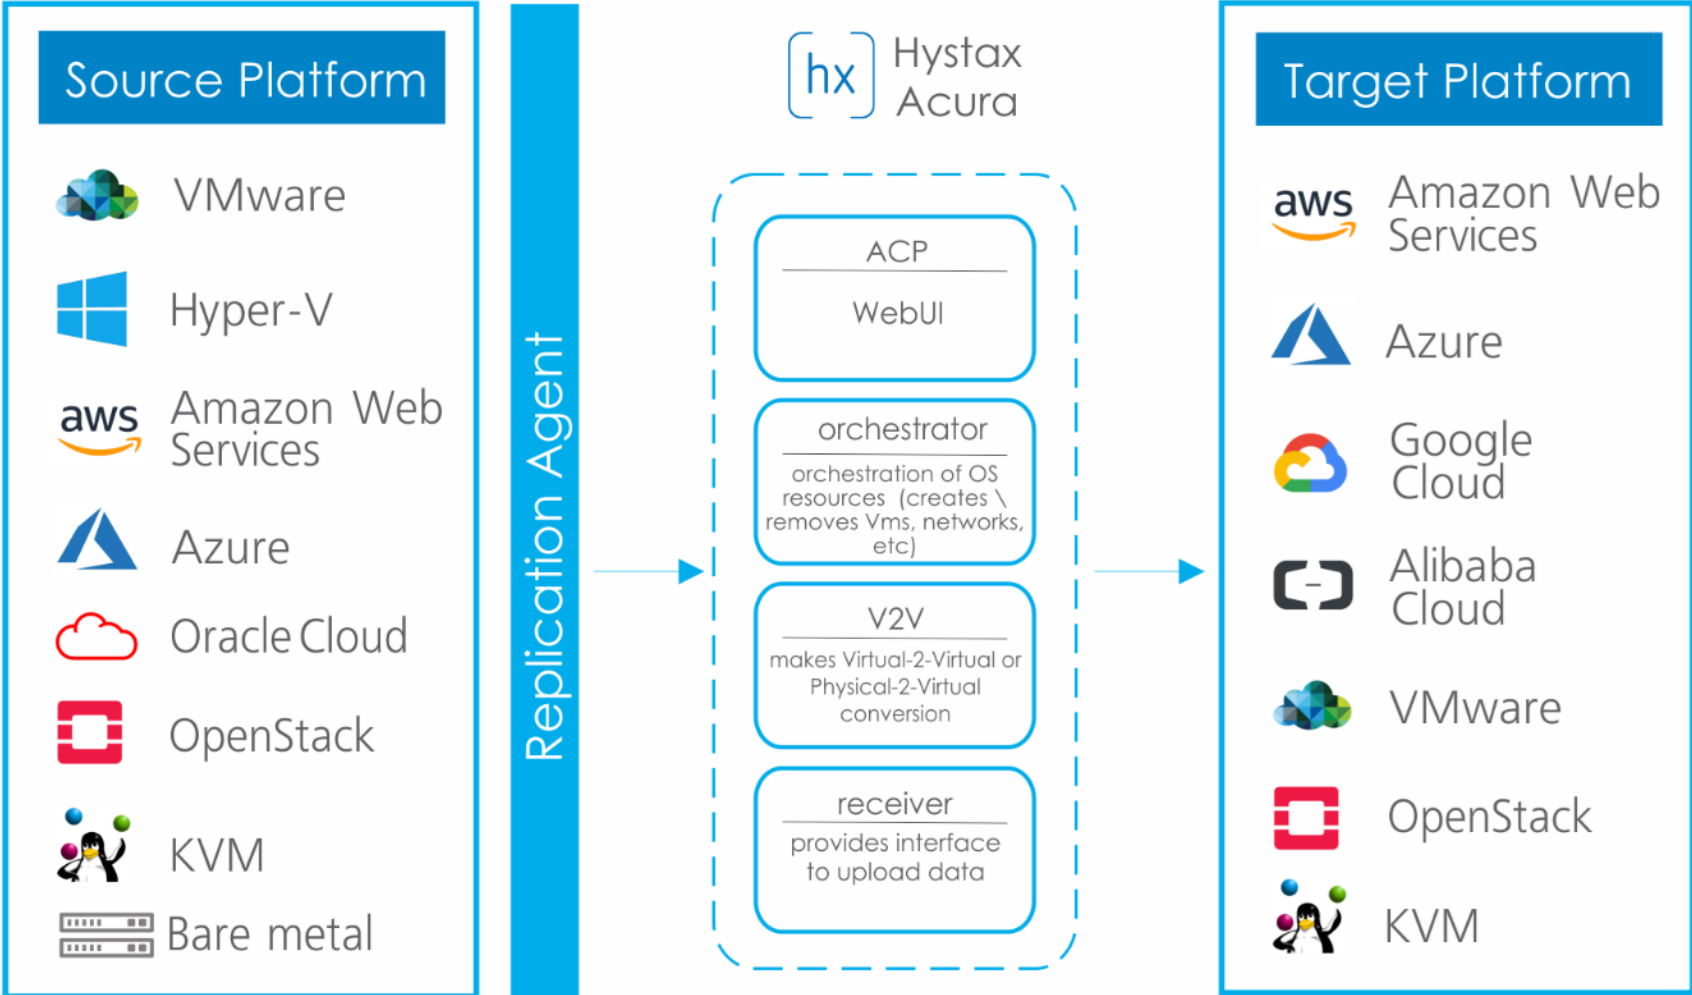 Source Platform
VMware
Hyper-V
aws
Amazon Web
Services
Azure
Oracle Cloud
OpenStack
KVM
Bare metal
Replication Agent
hx
Hystax
Acura
ACP
WebUI
orchestrator
orchestration of OS
resources (creates \
removes Vms, networks,
etc)
V2V
makes Virtual-2-Virtual or
Physical-2-Virtual
conversion
receiver
provides interface
to upload data
Target Platform
aws
Amazon Web
Services
Azure
Google
Cloud
Alibaba
Cloud
VMware
OpenStack
KVM